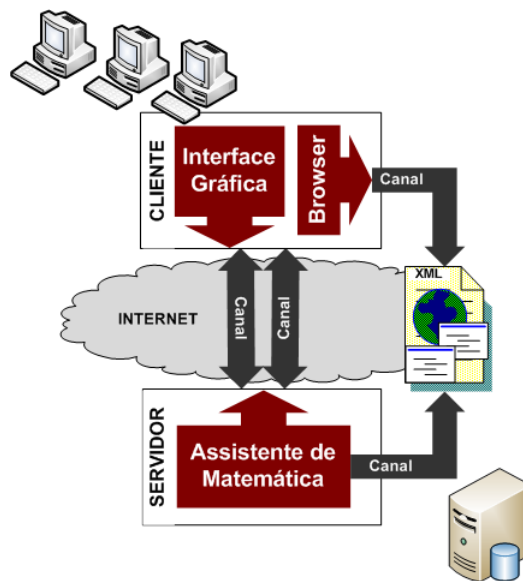 CLIENTE
Interface
Gráfica
Browser
Canal
XML
INTERNET
Canal
Canal
SERVIDOR
Assistente de
Matemática
Canal